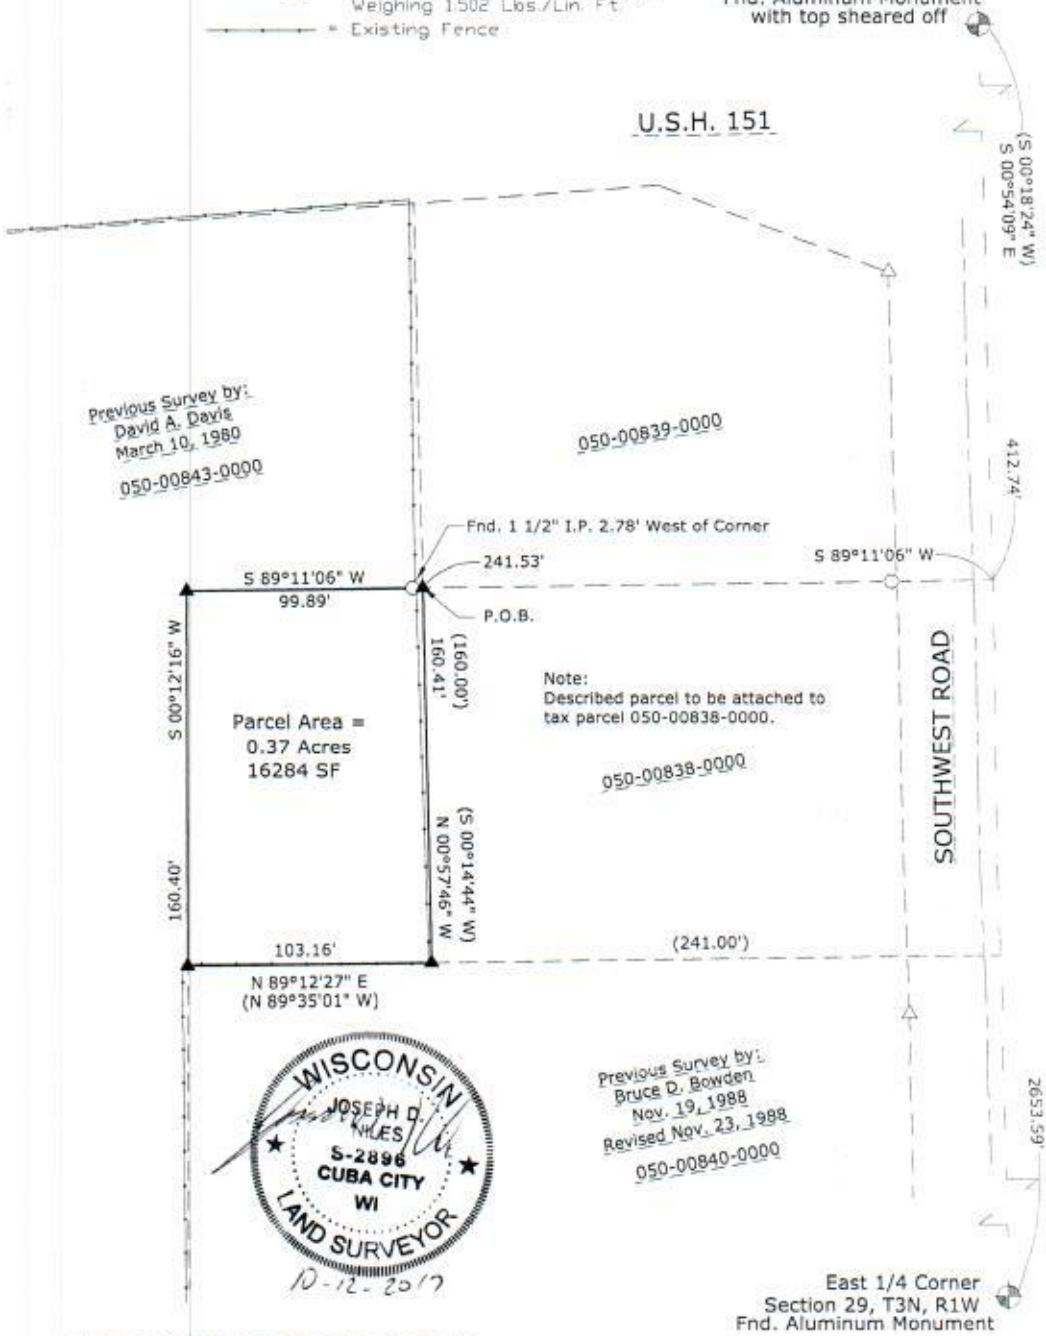 Weighing 1.502 Lbs./Lin. Ft.
= Existing Fence
Fnd. Aluminum Monument
with top sheared off
U.S.H. 151
(S 00°18'24" W)
S 00°54'09" E
Previous Survey by:
David A. Davis
March 10, 1980
050-00843-0000
050-00839-0000
412.74'
Fnd. 1 1/2" I.P. 2.78' West of Corner
241.53'
S 89°11'06" W
S 89°11'06" W
99.89'
P.O.B.
S 00°12'16" W
160.40'
(160.00')
160.41'
Parcel Area =
0.37 Acres
16284 SF
Note:
Described parcel to be attached to
tax parcel 050-00838-0000.
050-00838-0000
SOUTHWEST ROAD
(S 00°14'44" W)
N 00°57'46" W
103.16'
(241.00')
N 89°12'27" E
(N 89°35'01" W)
WISCONSIN
JOSEPH D.
NILES
S-2896
CUBA CITY
WI
LAND SURVEYOR
10-12-2017
Previous Survey by:
Bruce D. Bowden
Nov. 19, 1988
Revised Nov. 23, 1988
050-00840-0000
2653.59'
East 1/4 Corner
Section 29, T3N, R1W
Fnd. Aluminum Monument